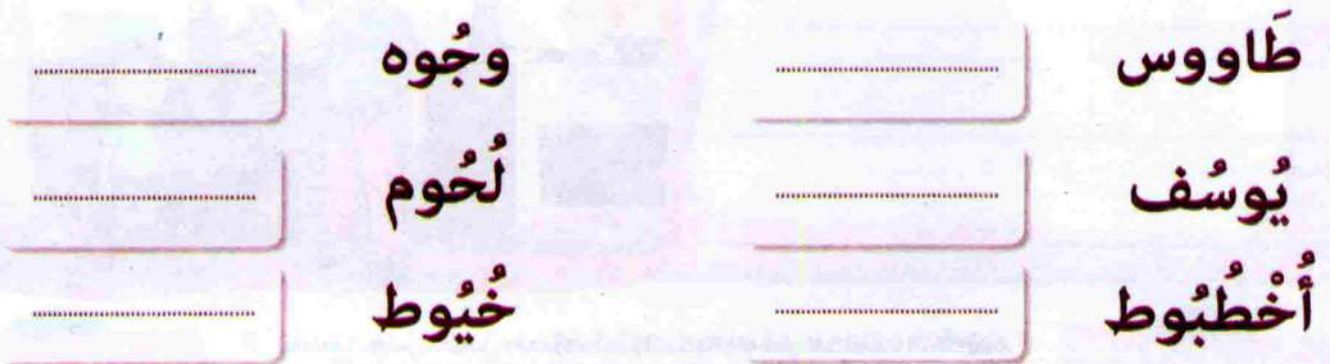 طَاووس
وجُوه
يُوسُف
لُحُوم
أُخْطُبُوط
خُيُوط